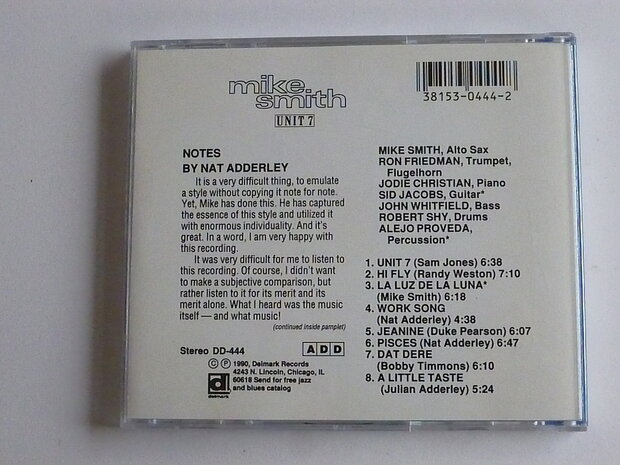 mike
smith
UNIT 7
38153-0444-2
NOTES
BY NAT ADDERLEY
It is a very difficult thing, to emulate
a style without copying it note for note.
Yet, Mike has done this. He has captured
the essence of this style and utilized it
with enormous individuality. And it's
great. In a word, I am very happy with
this recording.
It was very difficult for me to listen to
this recording. Of course, I didn't want
to make a subjective comparison, but
rather listen to it for its merit and its
merit alone. What I heard was the music
itself — and what music!
(continued inside pamplet)
Stereo DD-444
A D D
© Ⓟ 1990, Delmark Records
4243 N. Lincoln, Chicago, IL
60618 Send for free jazz
and blues catalog
d
delmark
MIKE SMITH, Alto Sax
RON FRIEDMAN, Trumpet,
Flugelhorn
JODIE CHRISTIAN, Piano
SID JACOBS, Guitar*
JOHN WHITFIELD, Bass
ROBERT SHY, Drums
ALEJO PROVEDA,
Percussion*
1. UNIT 7 (Sam Jones) 6:38
2. HI FLY (Randy Weston) 7:10
3. LA LUZ DE LA LUNA*
(Mike Smith) 6:18
4. WORK SONG
(Nat Adderley) 4:38
5. JEANINE (Duke Pearson) 6:07
6. PISCES (Nat Adderley) 6:47
7. DAT DERE
(Bobby Timmons) 6:10
8. A LITTLE TASTE
(Julian Adderley) 5:24